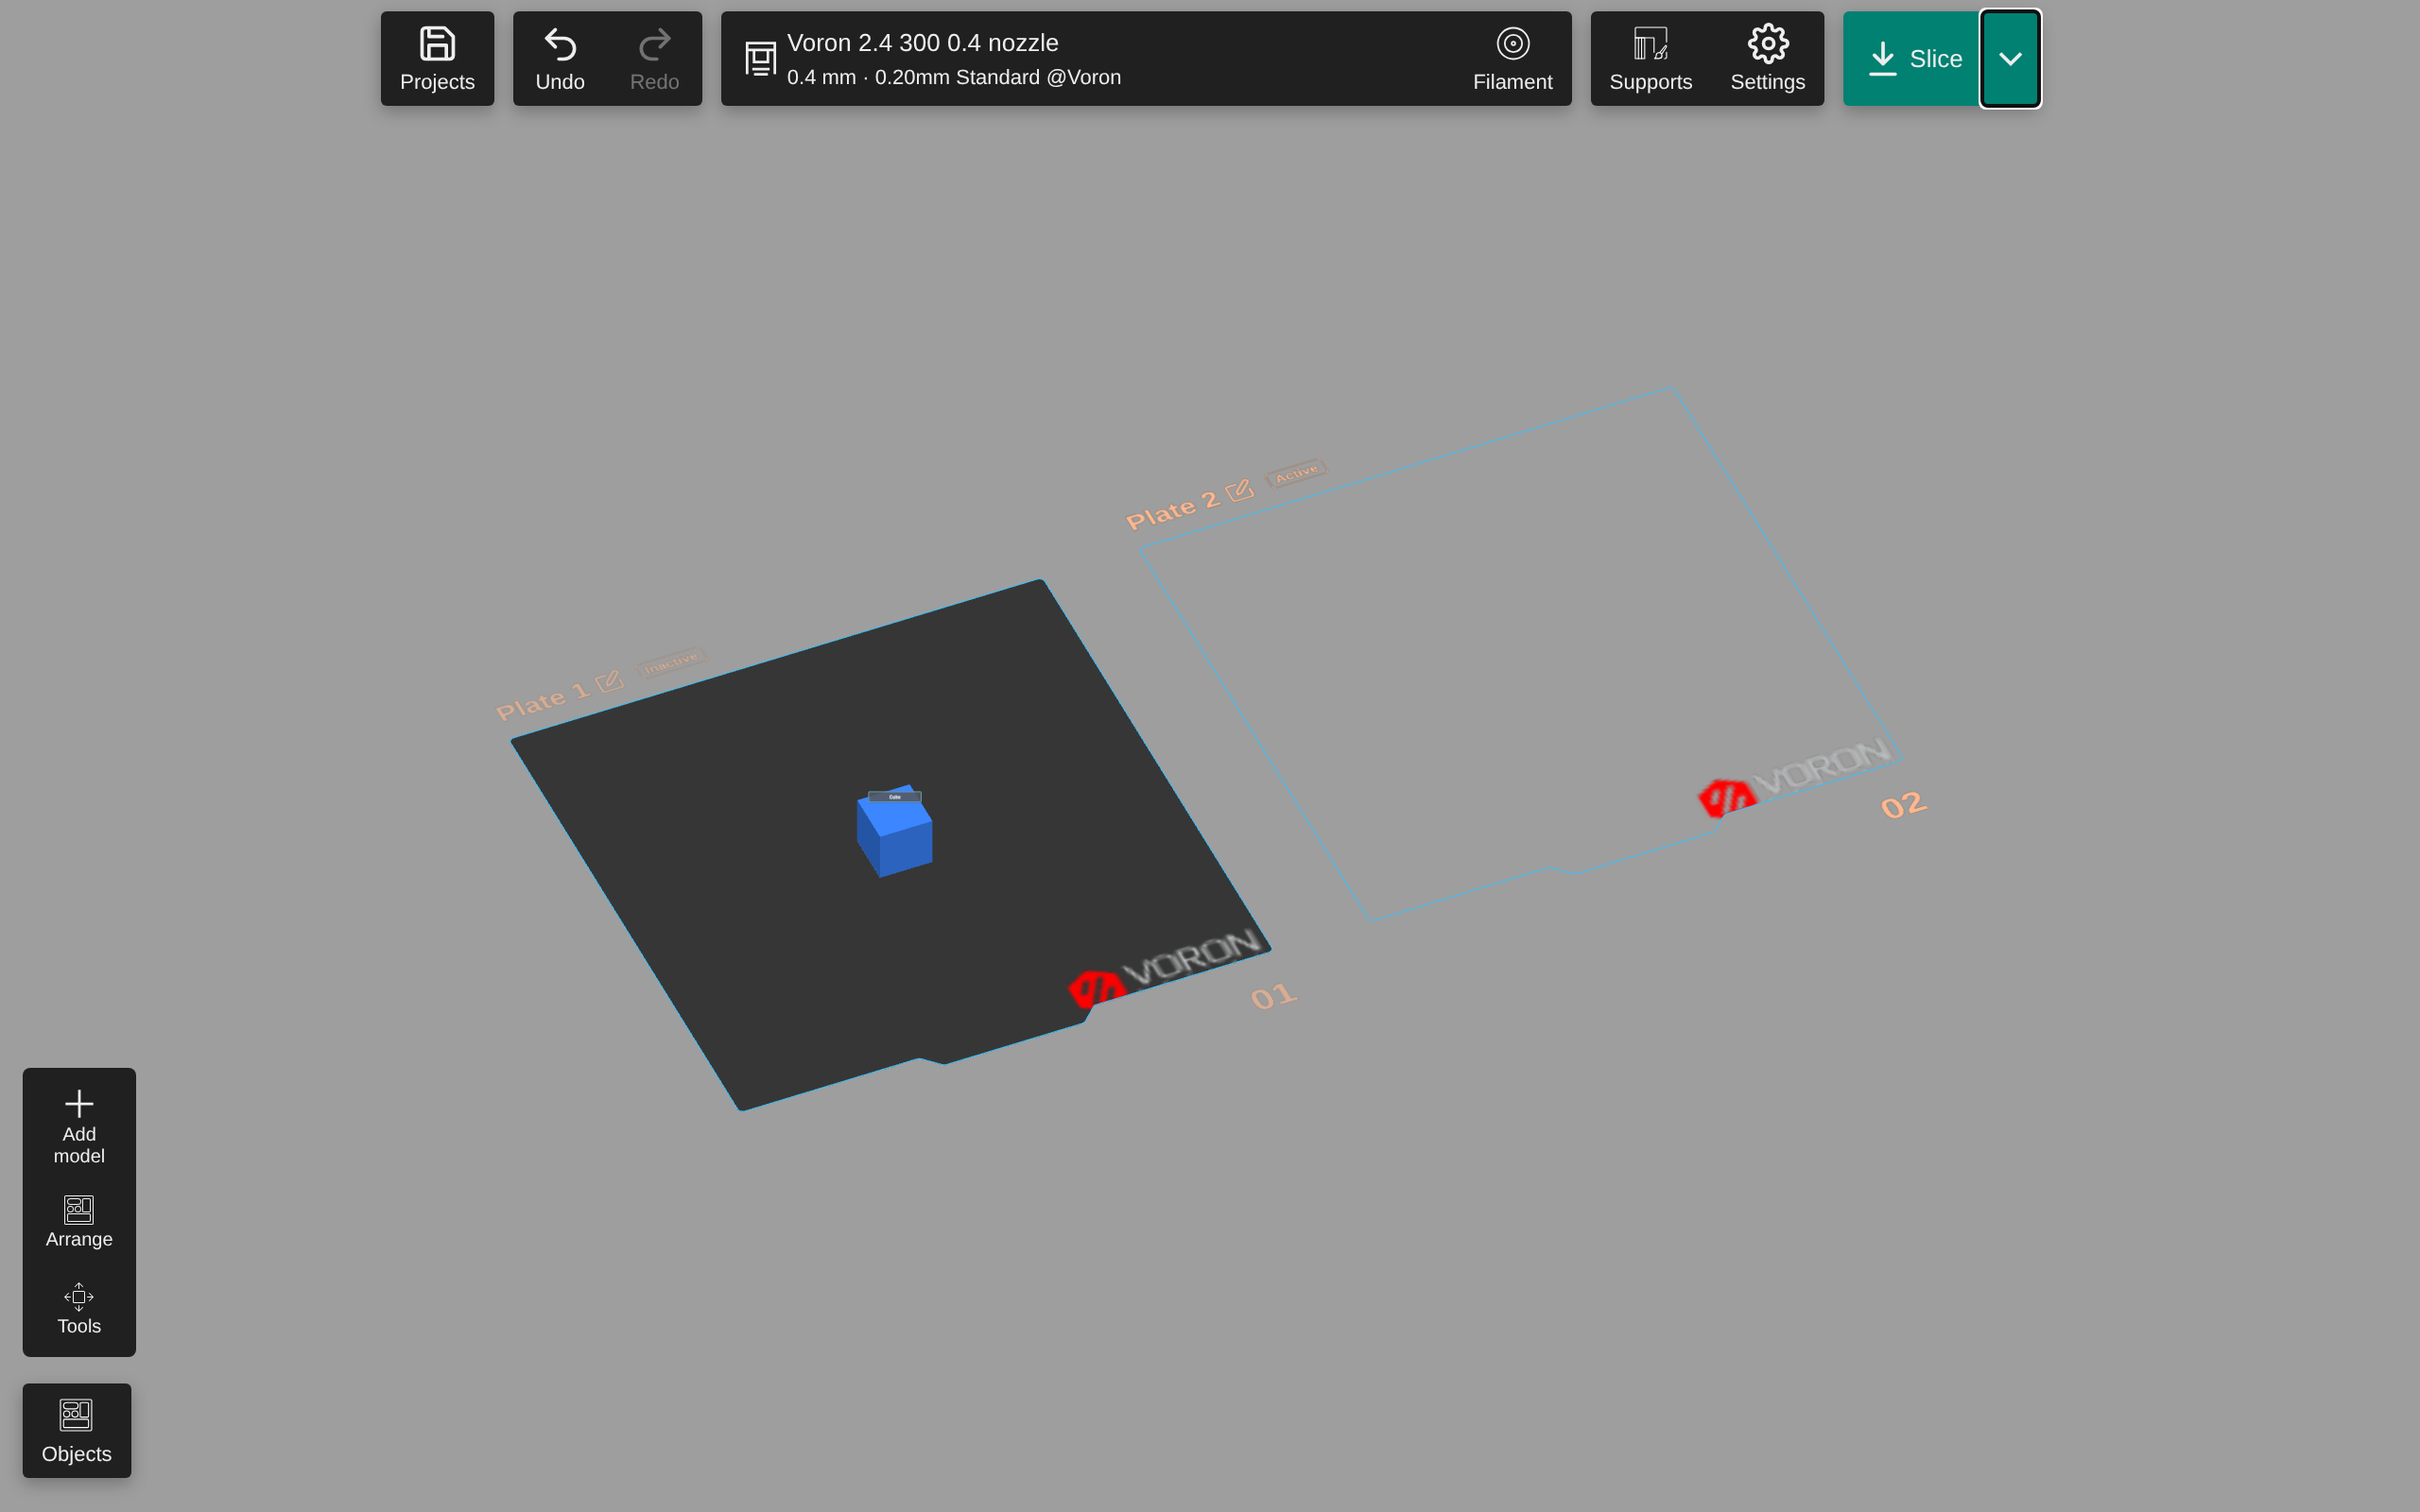 Projects
Undo
Redo
Voron 2.4 300 0.4 nozzle
0.4 mm · 0.20mm Standard @Voron
Filament
Supports
Settings
Slice
Plate 2
Active
Plate 1
Inactive
Cube
VORON
02
VORON
01
Add
model
Arrange
Tools
Objects